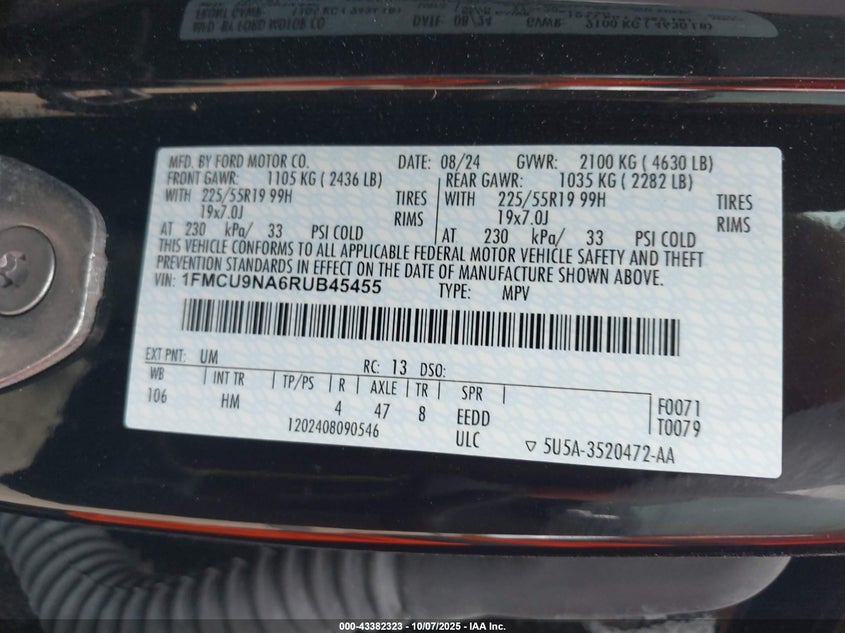 MFD. BY FORD MOTOR CO. DATE: 08/24 GVWR: 2100 KG ( 4630 LB)
FRONT GAWR: 1105 KG ( 2436 LB) REAR GAWR: 1035 KG ( 2282 LB)
WITH 225/55R19 99H TIRES WITH 225/55R19 99H TIRES
19x7.0J RIMS 19x7.0J RIMS
AT 230 kPa/ 33 PSI COLD AT 230 kPa/ 33 PSI COLD
THIS VEHICLE CONFORMS TO ALL APPLICABLE FEDERAL MOTOR VEHICLE SAFETY AND THEFT
PREVENTION STANDARDS IN EFFECT ON THE DATE OF MANUFACTURE SHOWN ABOVE.
VIN: 1FMCU9NA6RUB45455 TYPE: MPV
EXT PNT: UM RC: 13 DSO:
WB INT TR TP/PS R AXLE TR SPR
106 HM 4 47 8 EEDD F0071
1202408090546 ULC T0079
▽ 5U5A-3520472-AA
000-43382323 - 10/07/2025 - IAA Inc.